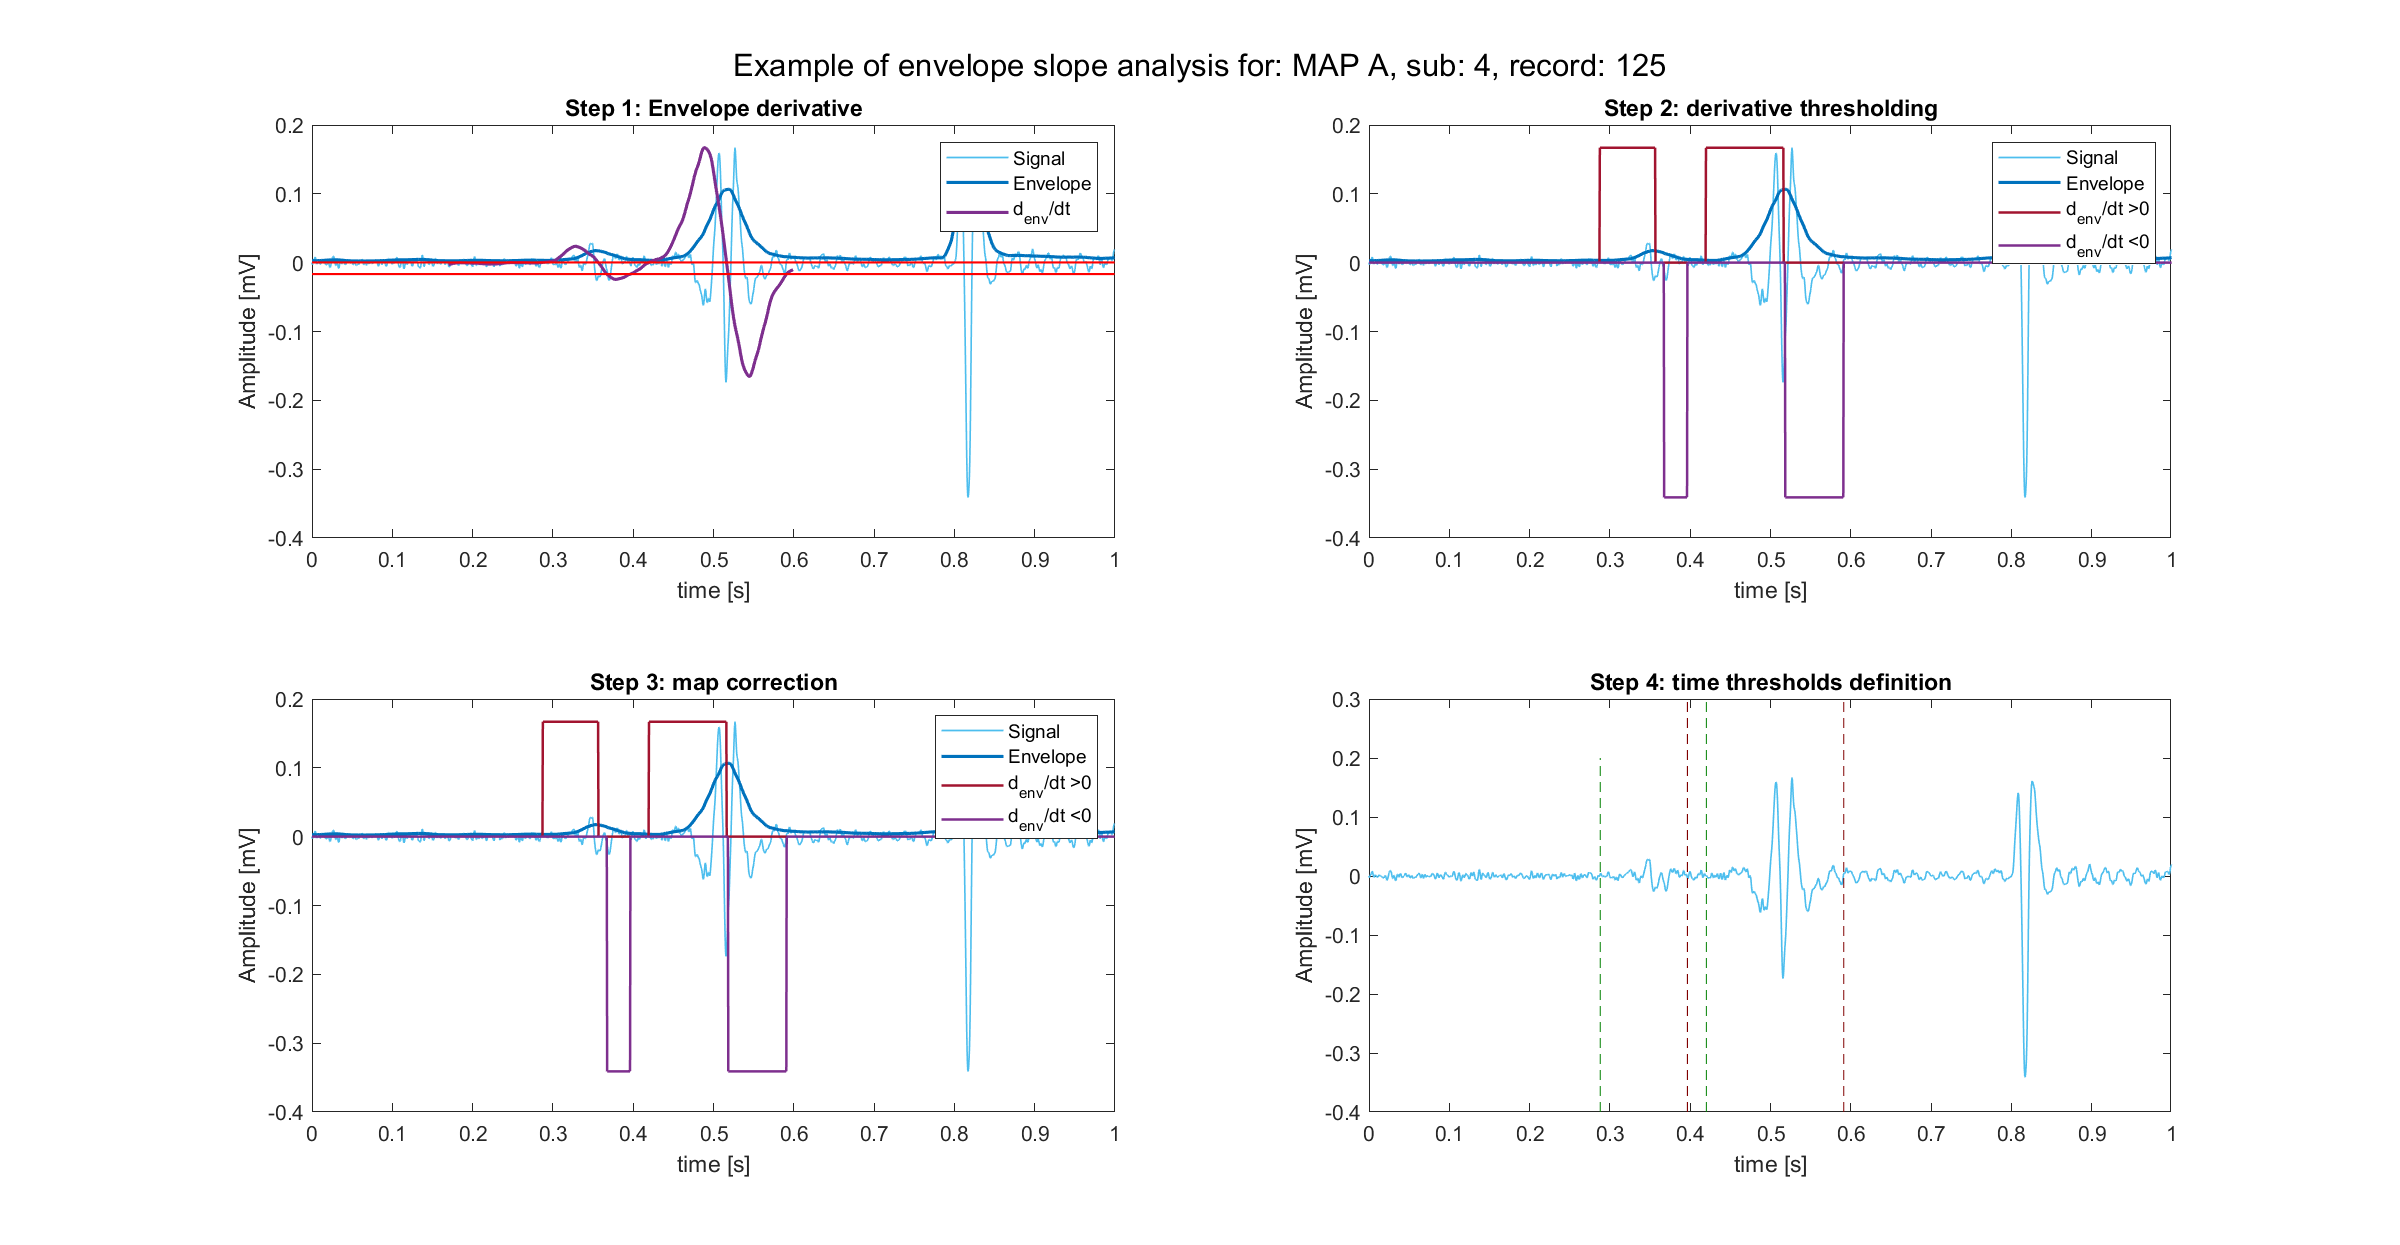 Example of envelope slope analysis for: MAP A, sub: 4, record: 125
Step 1: Envelope derivative
0.2
0.1
0
-0.1
-0.2
-0.3
-0.4
Amplitude [mV]
0 0.1 0.2 0.3 0.4 0.5 0.6 0.7 0.8 0.9 1
time [s]
Signal
Envelope
d_env/dt
Step 2: derivative thresholding
0.2
0.1
0
-0.1
-0.2
-0.3
-0.4
Amplitude [mV]
0 0.1 0.2 0.3 0.4 0.5 0.6 0.7 0.8 0.9 1
time [s]
Signal
Envelope
d_env/dt >0
d_env/dt <0
Step 3: map correction
0.2
0.1
0
-0.1
-0.2
-0.3
-0.4
Amplitude [mV]
0 0.1 0.2 0.3 0.4 0.5 0.6 0.7 0.8 0.9 1
time [s]
Signal
Envelope
d_env/dt >0
d_env/dt <0
Step 4: time thresholds definition
0.3
0.2
0.1
0
-0.1
-0.2
-0.3
-0.4
Amplitude [mV]
0 0.1 0.2 0.3 0.4 0.5 0.6 0.7 0.8 0.9 1
time [s]